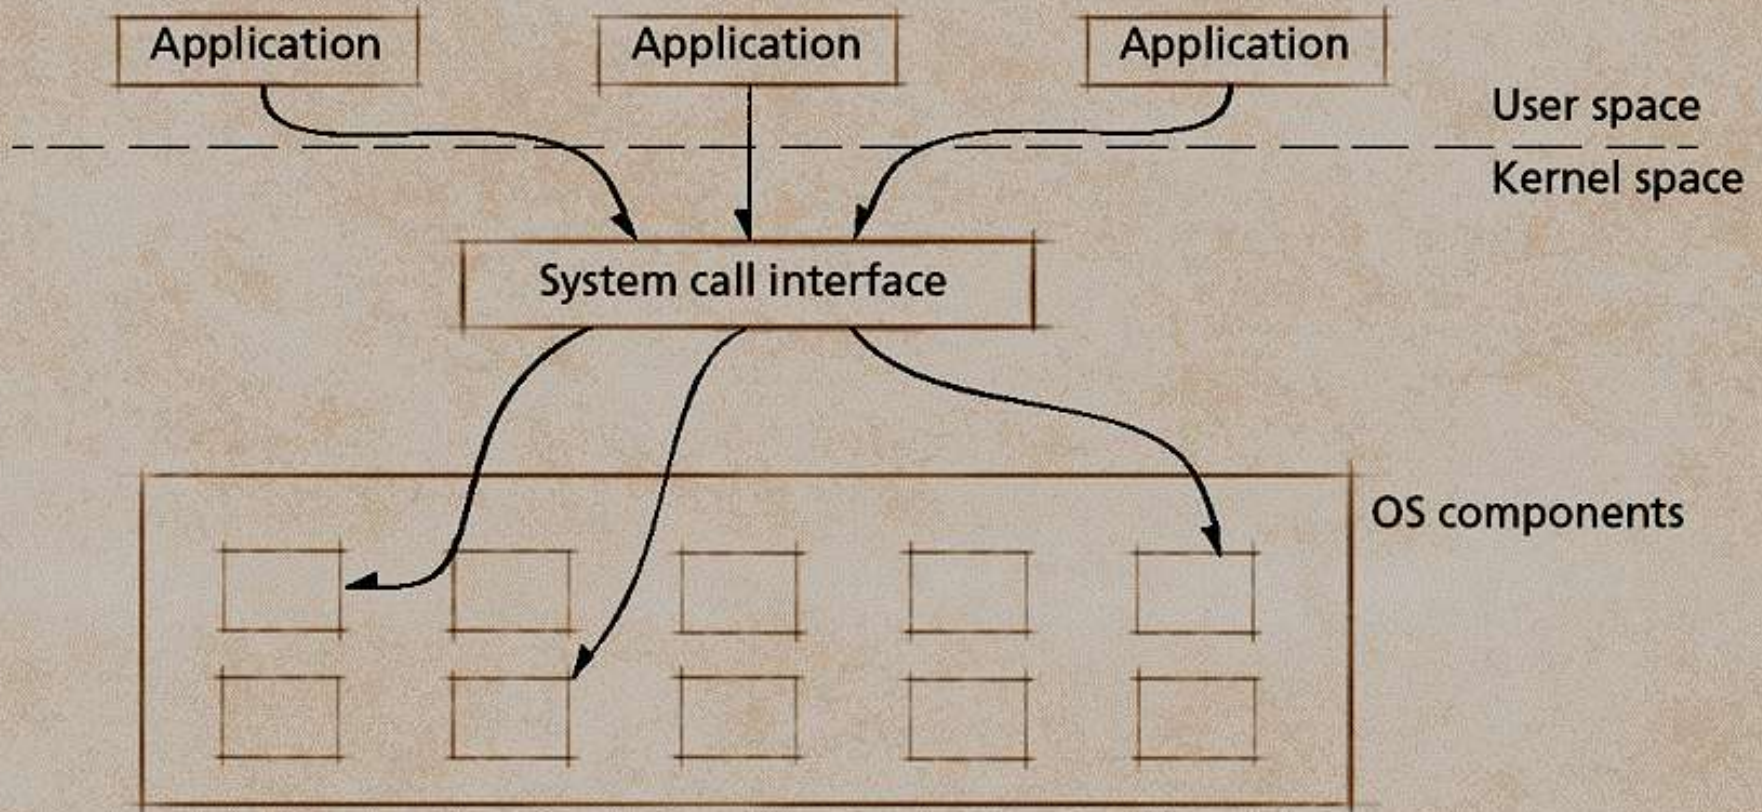 Application
Application
Application
User space
Kernel space
System call interface
OS components